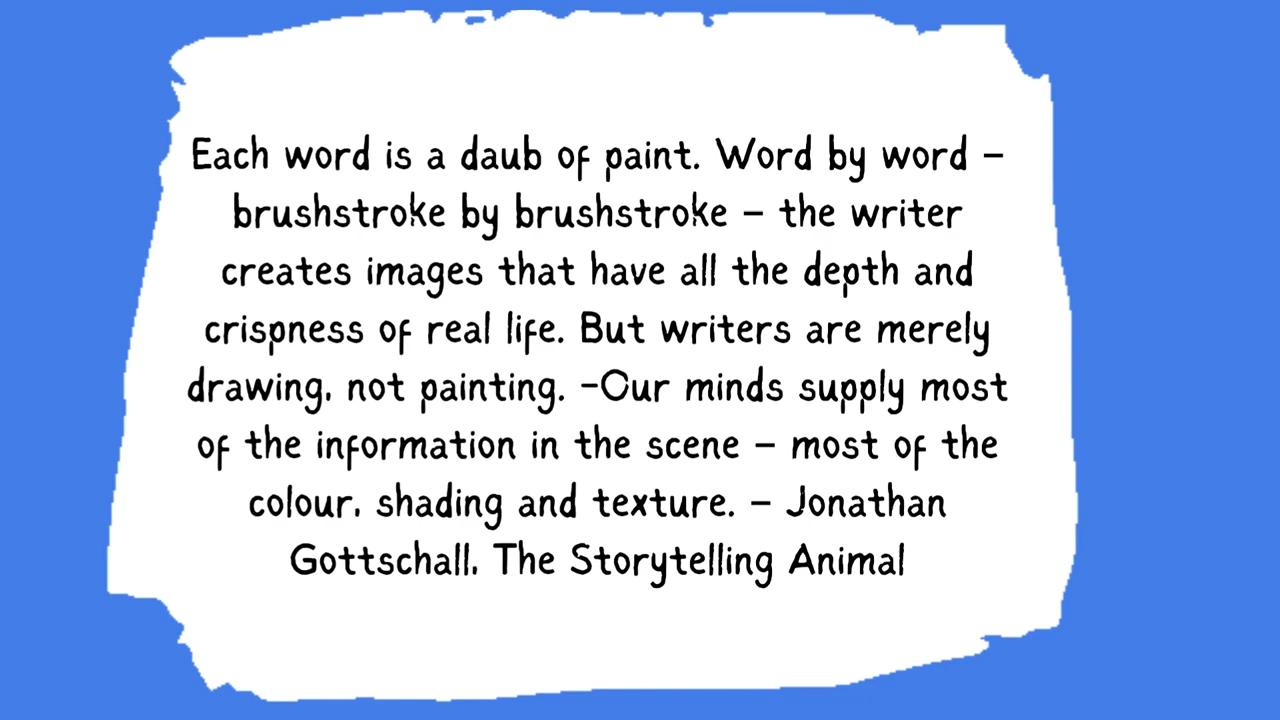 Each word is a daub of paint. Word by word –
brushstroke by brushstroke – the writer
creates images that have all the depth and
crispness of real life. But writers are merely
drawing, not painting. -Our minds supply most
of the information in the scene – most of the
colour, shading and texture. – Jonathan
Gottschall, The Storytelling Animal